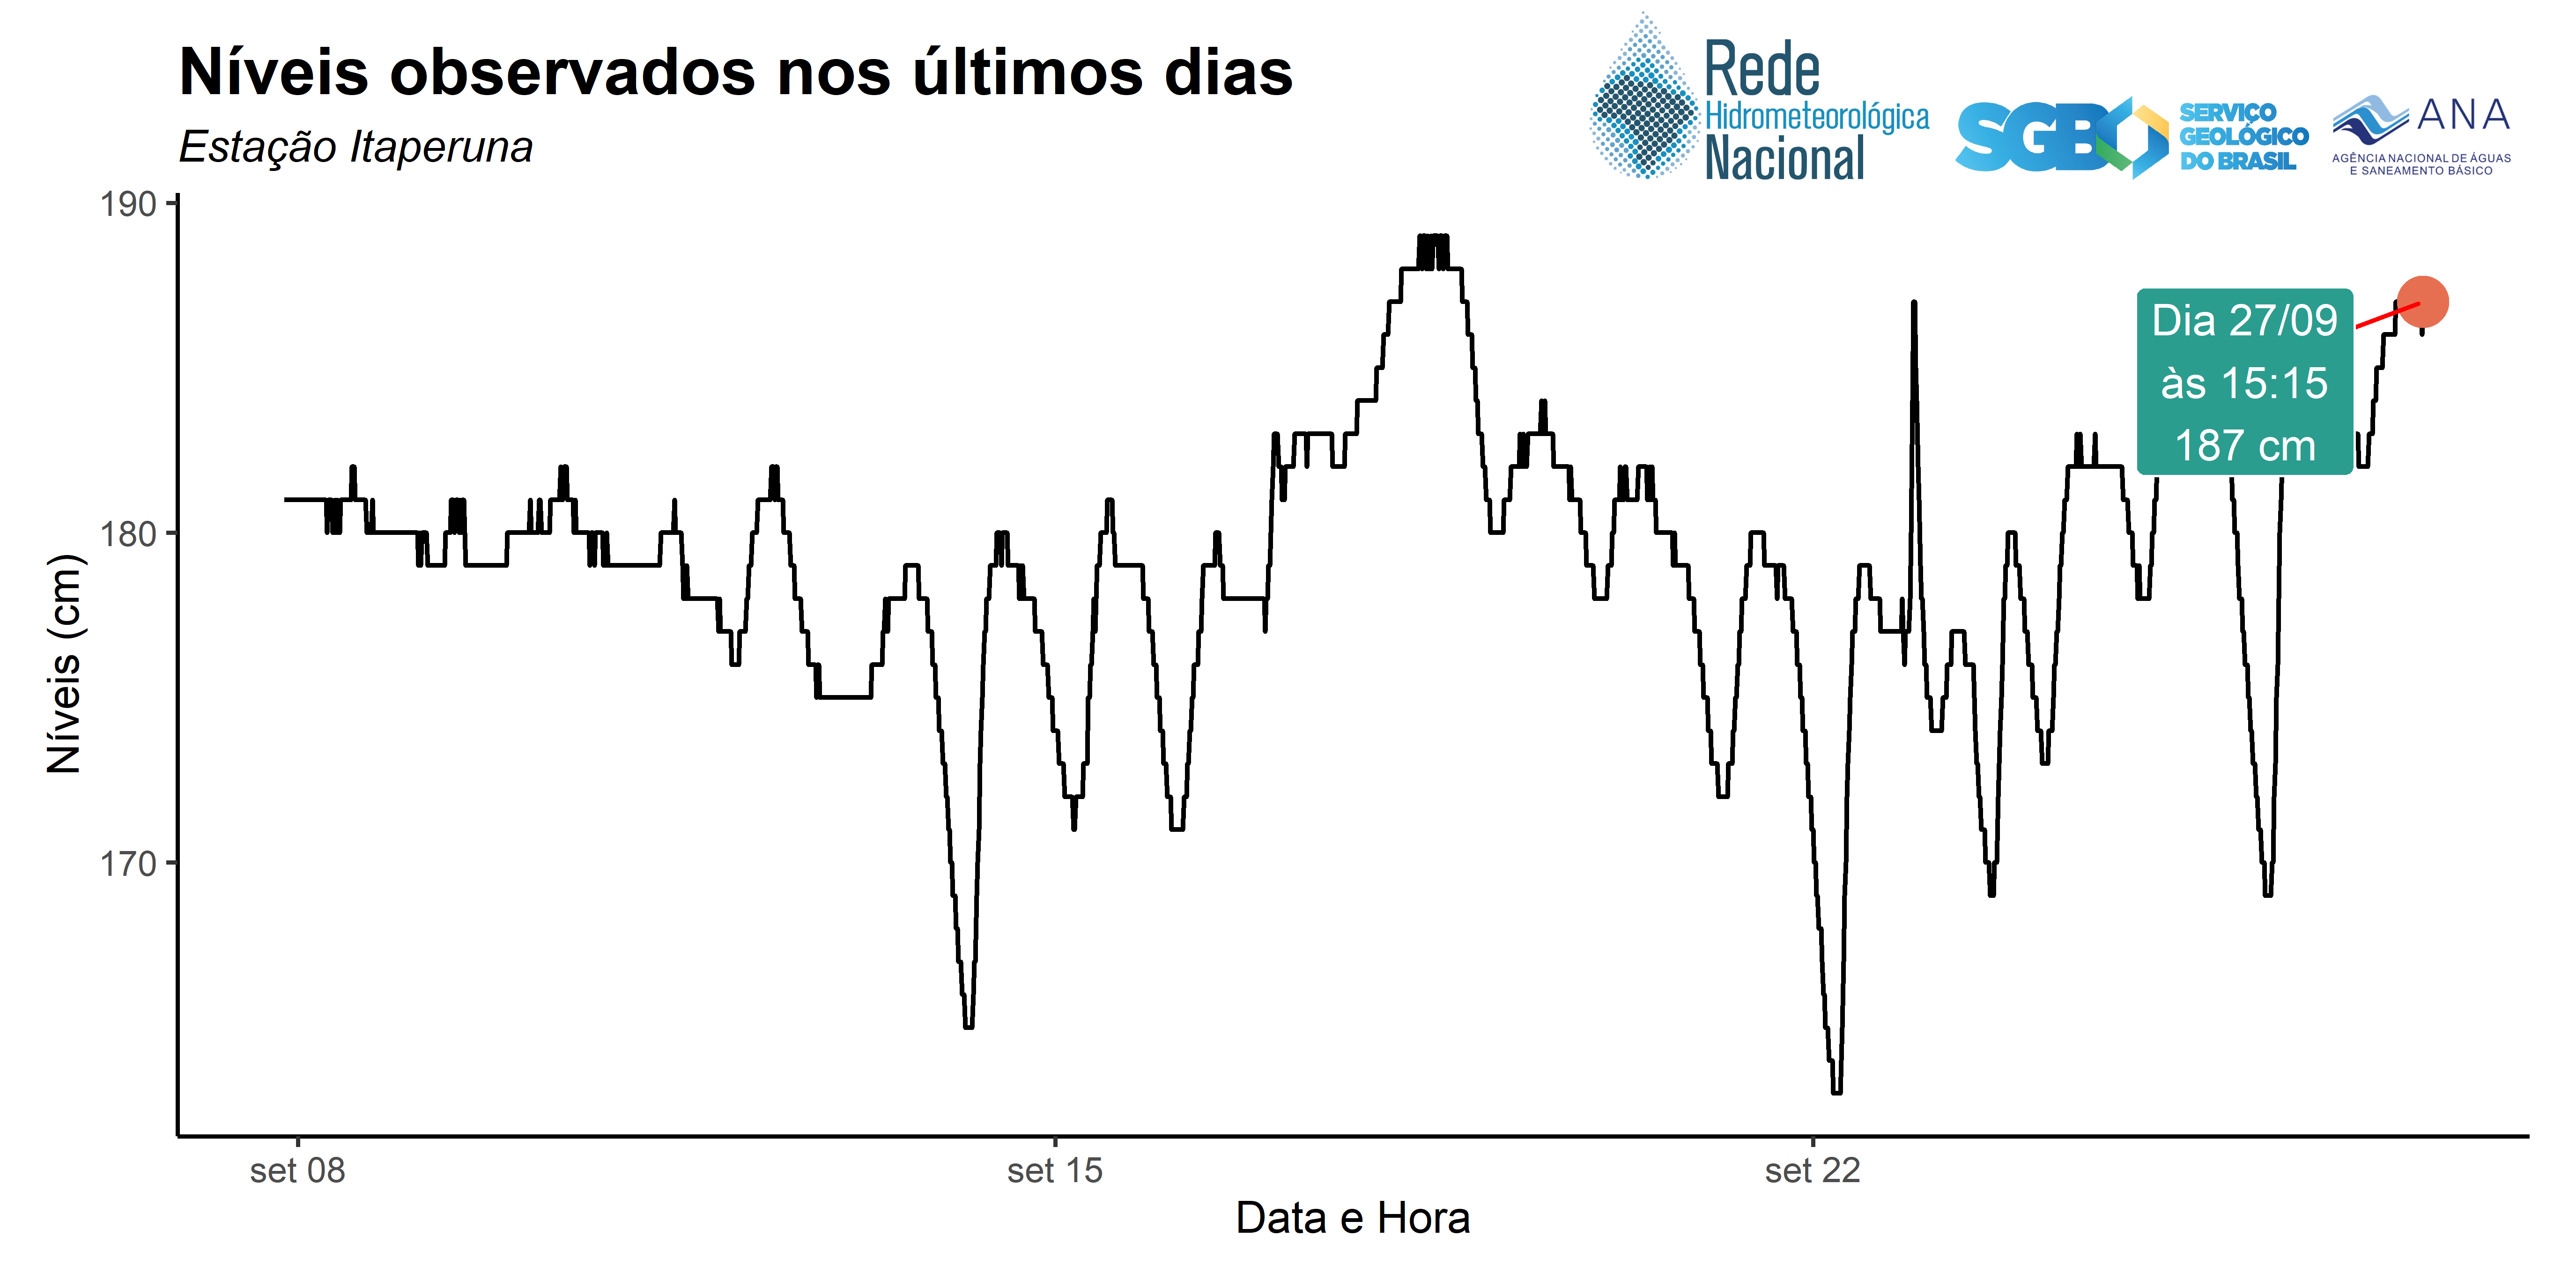 Níveis observados nos últimos dias
Estação Itaperuna
Rede
Hidrometeorológica
Nacional
SGB
SERVIÇO
GEOLÓGICO
DO BRASIL
ANA
AGÊNCIA NACIONAL DE ÁGUAS
E SANEAMENTO BÁSICO
190
180
170
Níveis (cm)
Dia 27/09
às 15:15
187 cm
set 08
set 15
set 22
Data e Hora